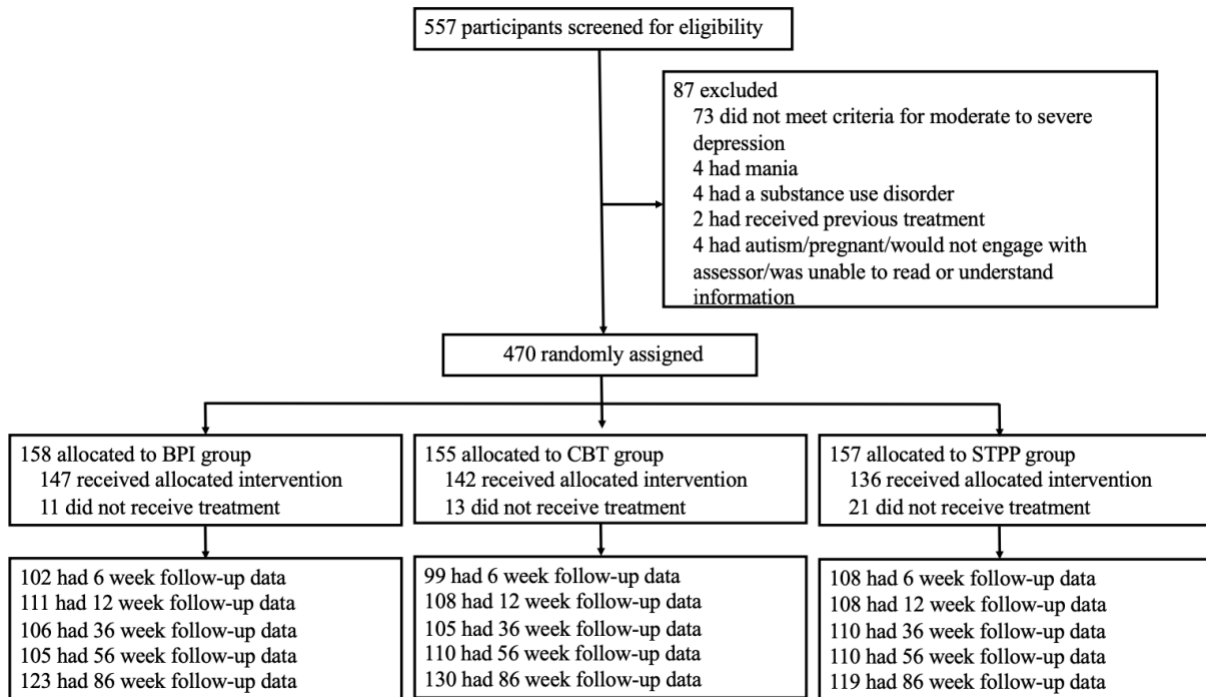 557 participants screened for eligibility
87 excluded
73 did not meet criteria for moderate to severe
depression
4 had mania
4 had a substance use disorder
2 had received previous treatment
4 had autism/pregnant/would not engage with
assessor/was unable to read or understand
information
470 randomly assigned
158 allocated to BPI group
147 received allocated intervention
11 did not receive treatment
155 allocated to CBT group
142 received allocated intervention
13 did not receive treatment
157 allocated to STPP group
136 received allocated intervention
21 did not receive treatment
102 had 6 week follow-up data
111 had 12 week follow-up data
106 had 36 week follow-up data
105 had 56 week follow-up data
123 had 86 week follow-up data
99 had 6 week follow-up data
108 had 12 week follow-up data
105 had 36 week follow-up data
110 had 56 week follow-up data
130 had 86 week follow-up data
108 had 6 week follow-up data
108 had 12 week follow-up data
110 had 36 week follow-up data
110 had 56 week follow-up data
119 had 86 week follow-up data